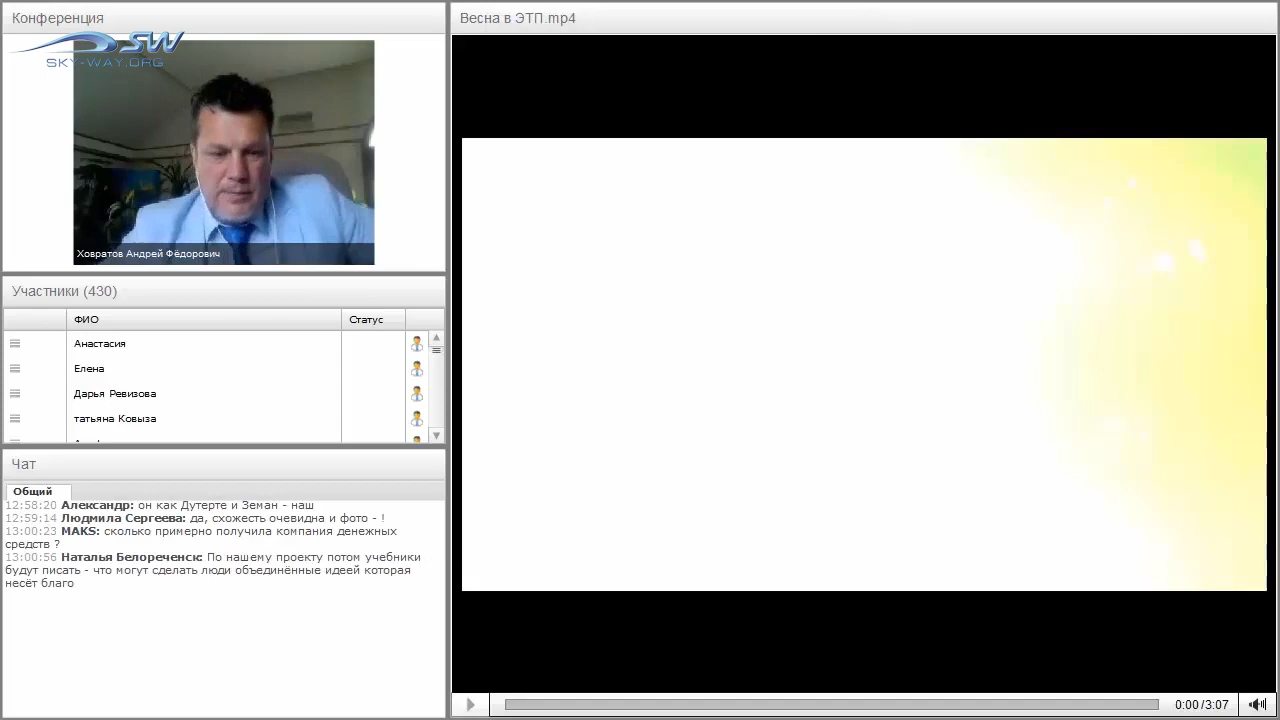 Конференция
SW
SKY-WAY.ORG
Ховратов Андрей Фёдорович
Участники (430)
ФИО
Статус
Анастасия
Елена
Дарья Ревизова
татьяна Ковыза
Чат
Общий
12:58:20 Александр: он как Дутерте и Земан - наш
12:59:14 Людмила Сергеева: да, схожесть очевидна и фото - !
13:00:23 MAKS: сколько примерно получила компания денежных
средств ?
13:00:56 Наталья Белореченск: По нашему проекту потом учебники
будут писать - что могут сделать люди объединённые идеей которая
несёт благо
Весна в ЭТП.mp4
0:00/3:07